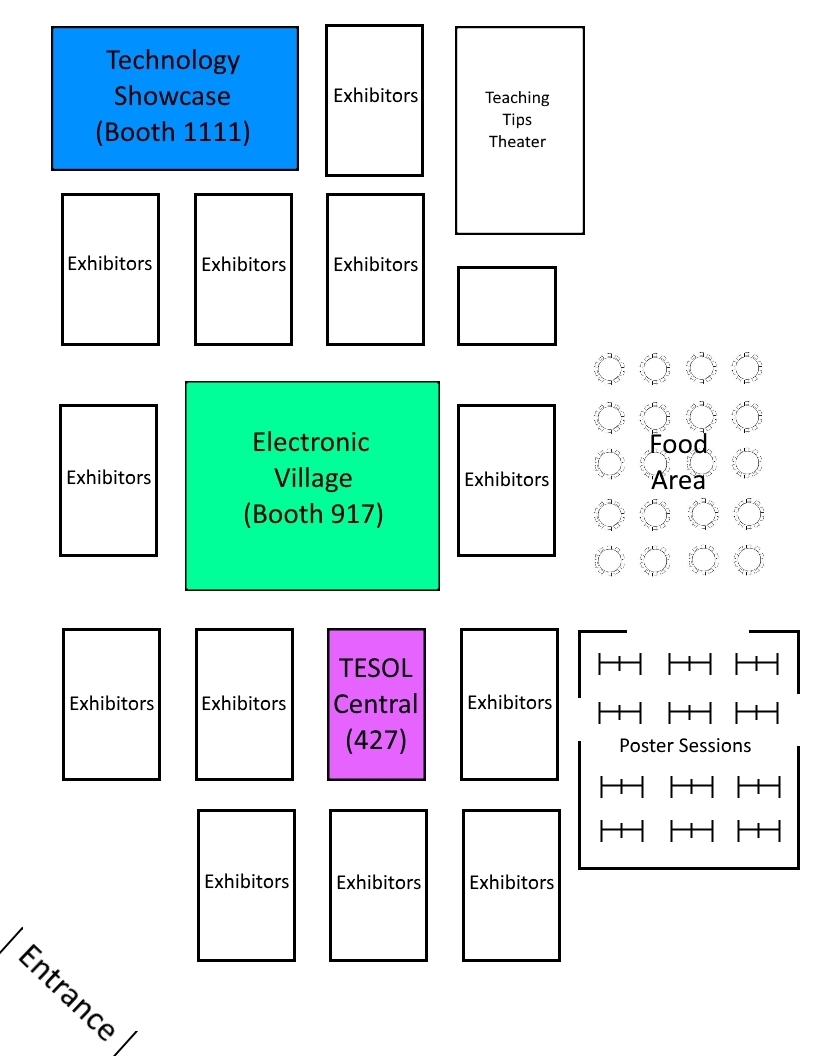 Technology
Showcase
(Booth 1111)
Exhibitors
Teaching
Tips
Theater
Exhibitors
Exhibitors
Exhibitors
Exhibitors
Electronic
Village
(Booth 917)
Exhibitors
Food
Area
Exhibitors
Exhibitors
TESOL
Central
(427)
Exhibitors
Poster Sessions
Exhibitors
Exhibitors
Exhibitors
Entrance